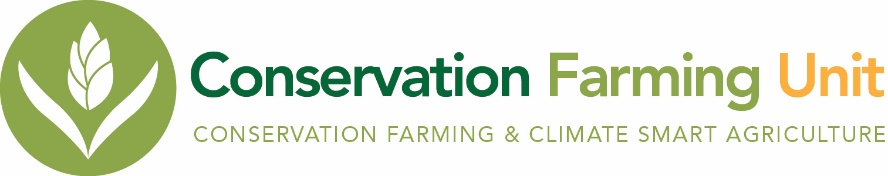 Conservation Farming Unit
CONSERVATION FARMING & CLIMATE SMART AGRICULTURE